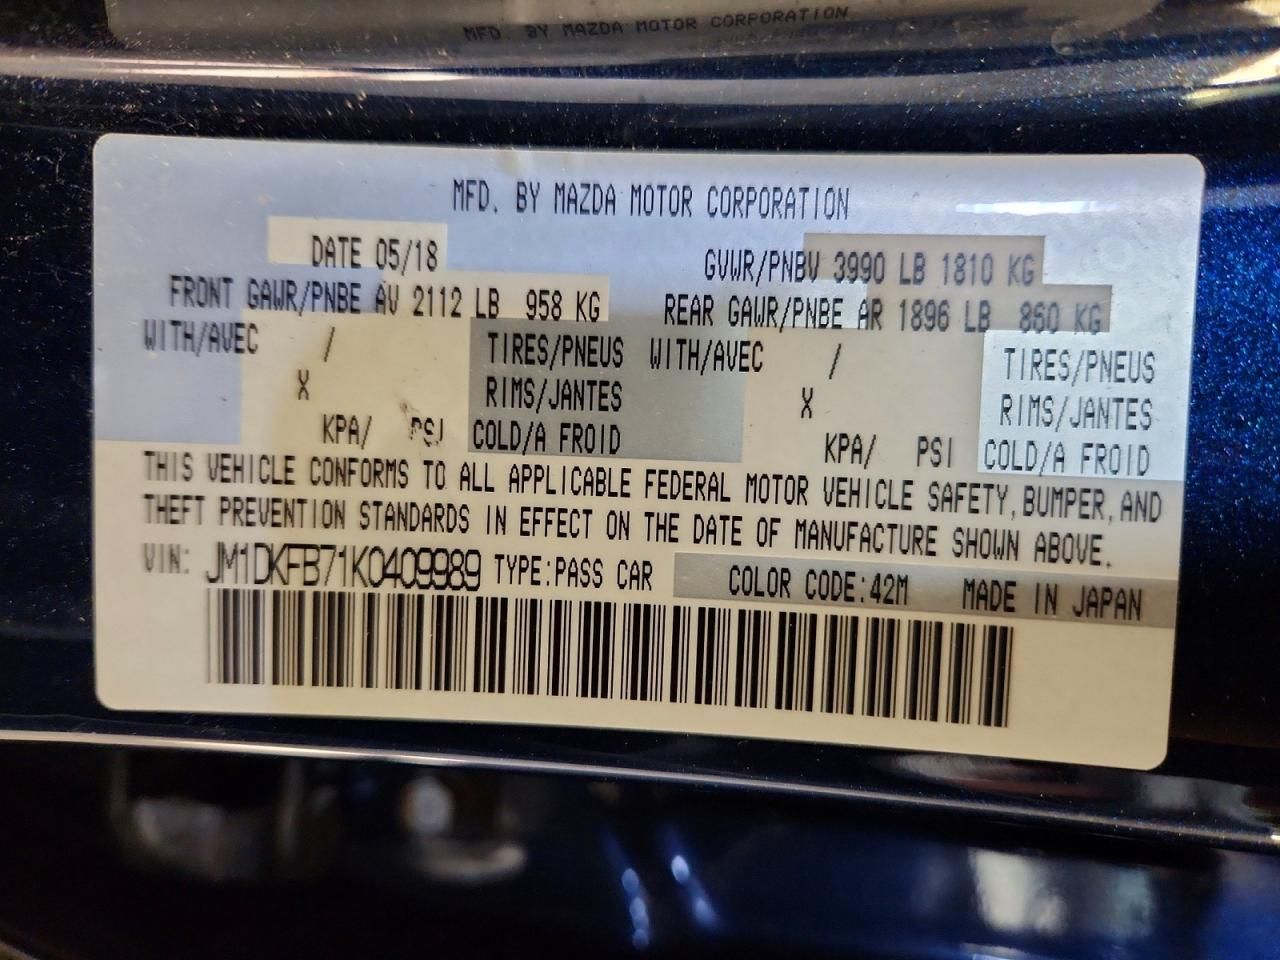 MFD. BY MAZDA MOTOR CORPORATION
MFD. BY MAZDA MOTOR CORPORATION
DATE 05/18 GVWR/PNBV 3990 LB 1810 KG
FRONT GAWR/PNBE AV 2112 LB 958 KG REAR GAWR/PNBE AR 1896 LB 860 KG
WITH/AVEC / TIRES/PNEUS WITH/AVEC / TIRES/PNEUS
X RIMS/JANTES X RIMS/JANTES
KPA/ PSI COLD/A FROID KPA/ PSI COLD/A FROID
THIS VEHICLE CONFORMS TO ALL APPLICABLE FEDERAL MOTOR VEHICLE SAFETY, BUMPER, AND
THEFT PREVENTION STANDARDS IN EFFECT ON THE DATE OF MANUFACTURE SHOWN ABOVE.
VIN: JM1DKFB71K0409989 TYPE:PASS CAR COLOR CODE:42M MADE IN JAPAN